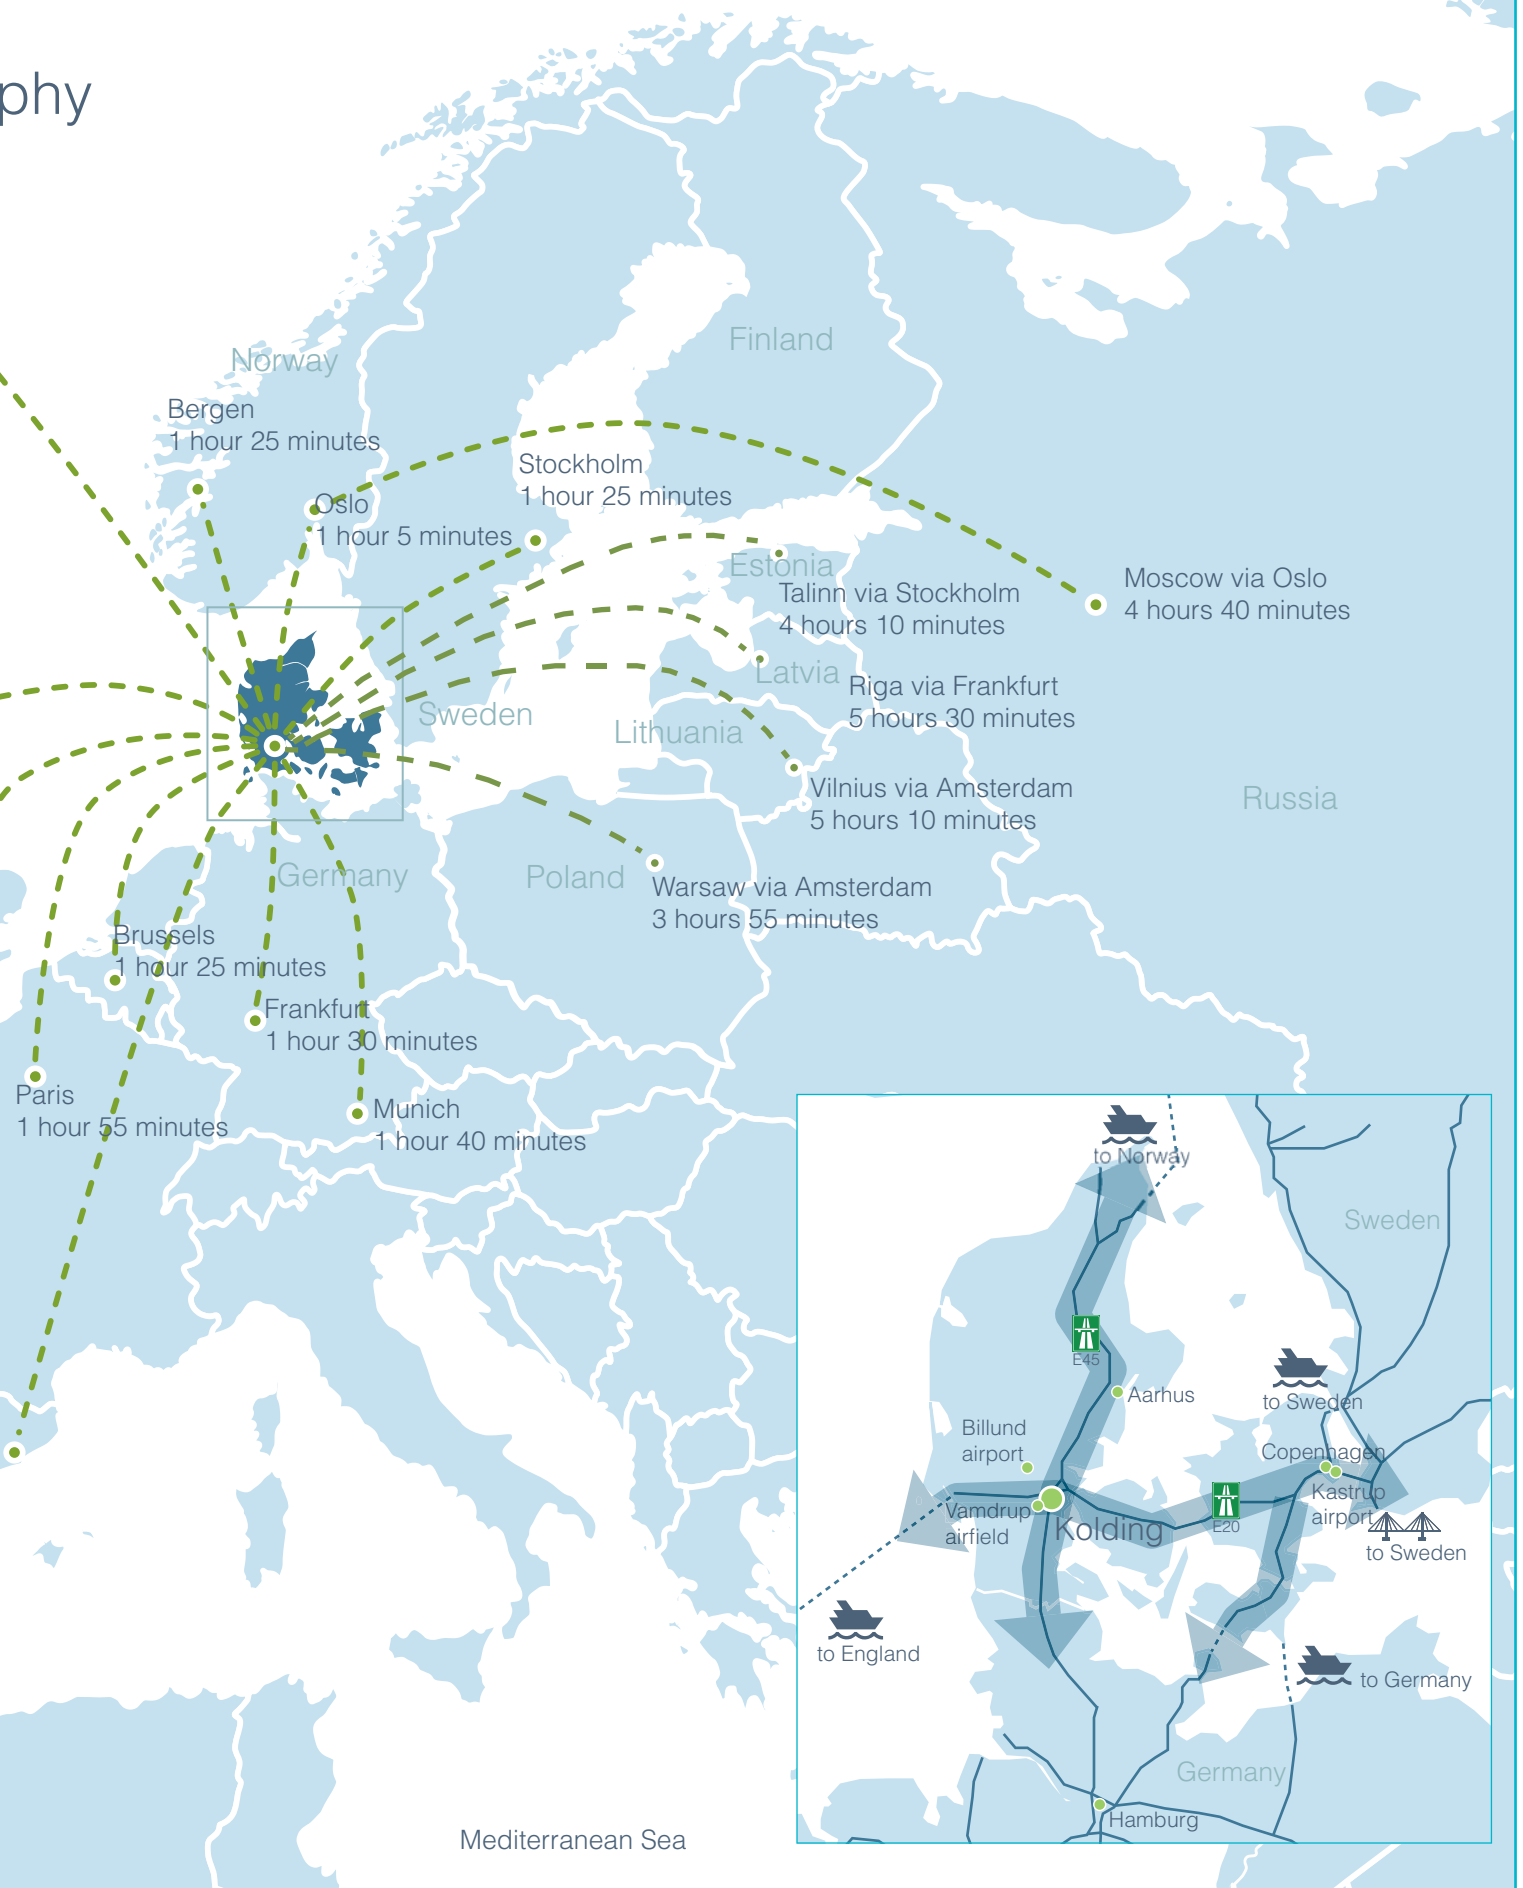 phy
Norway
Finland
Bergen
1 hour 25 minutes
Stockholm
1 hour 25 minutes
Oslo
1 hour 5 minutes
Estonia
Talinn via Stockholm
4 hours 10 minutes
Moscow via Oslo
4 hours 40 minutes
Latvia
Riga via Frankfurt
5 hours 30 minutes
Sweden
Lithuania
Vilnius via Amsterdam
5 hours 10 minutes
Russia
Germany
Poland
Warsaw via Amsterdam
3 hours 55 minutes
Brussels
1 hour 25 minutes
Frankfurt
1 hour 30 minutes
Paris
1 hour 55 minutes
Munich
1 hour 40 minutes
to Norway
Sweden
E45
Aarhus
to Sweden
Billund
airport
Copenhagen
Kastrup
airport
Vamdrup
airfield
Kolding
E20
to Sweden
to England
to Germany
Germany
Hamburg
Mediterranean Sea